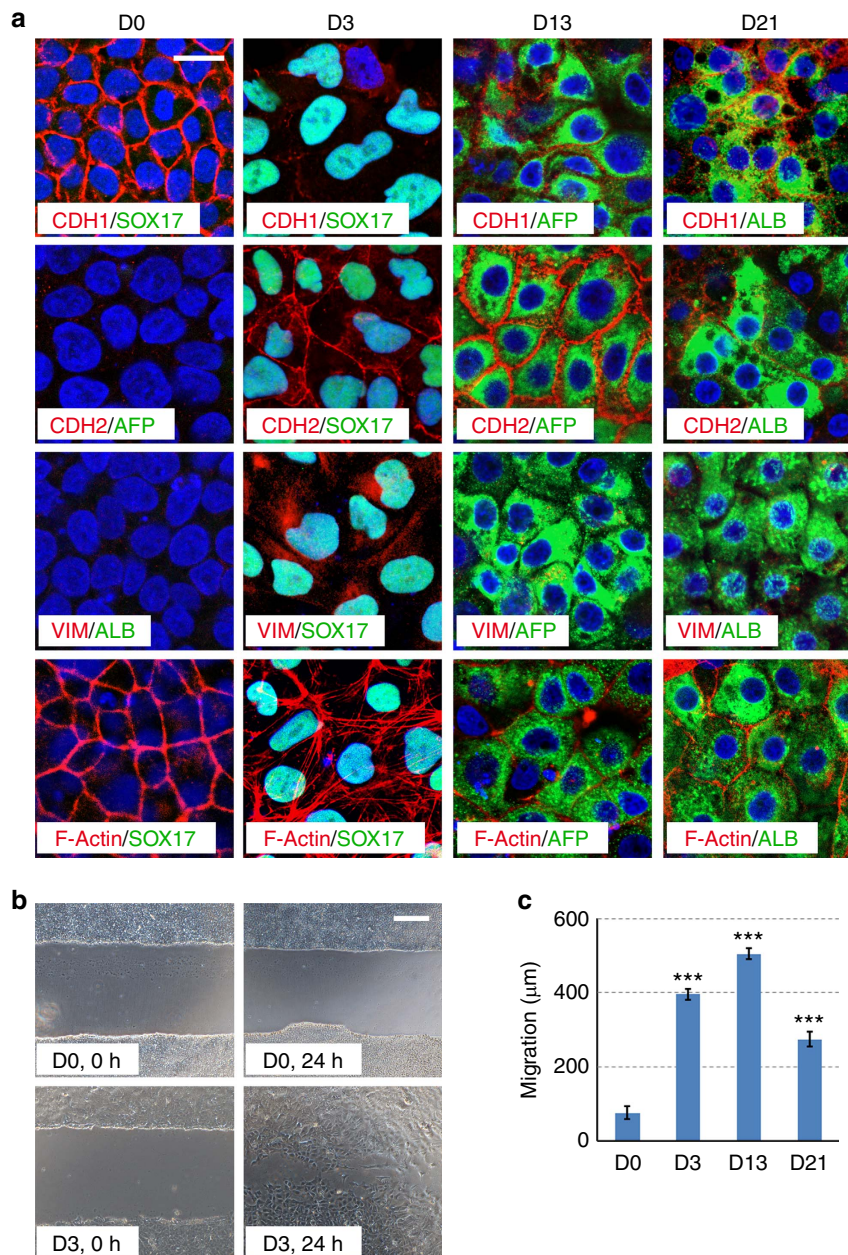 a
D0 D3 D13 D21
CDH1/SOX17 CDH1/SOX17 CDH1/AFP CDH1/ALB
CDH2/AFP CDH2/SOX17 CDH2/AFP CDH2/ALB
VIM/ALB VIM/SOX17 VIM/AFP VIM/ALB
F-Actin/SOX17 F-Actin/SOX17 F-Actin/AFP F-Actin/ALB
b
D0, 0 h D0, 24 h
D3, 0 h D3, 24 h
c
Migration (μm)
600
400
200
0
***
***
***
D0 D3 D13 D21